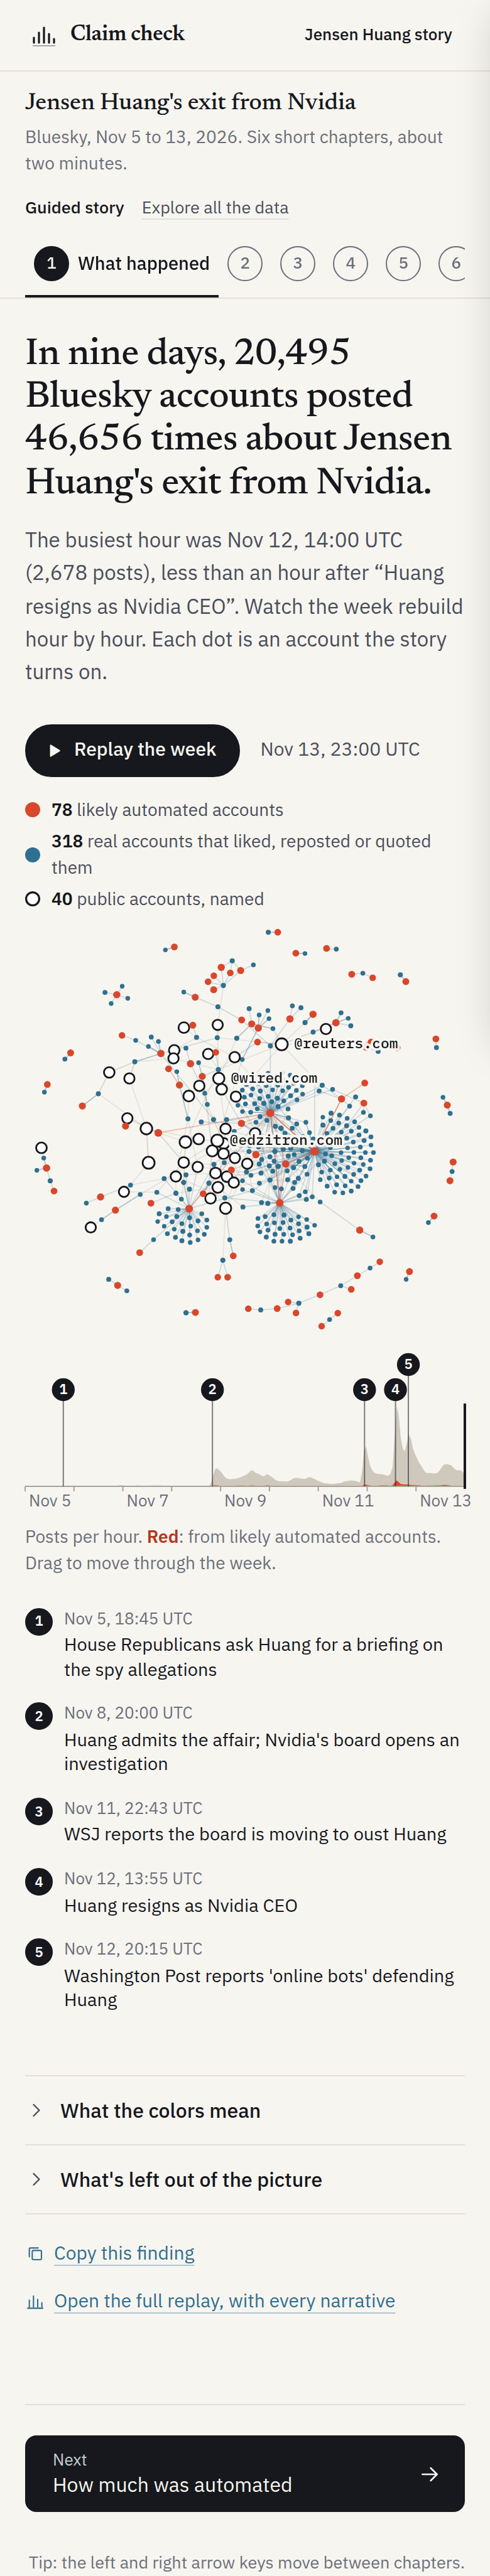 Claim check
Jensen Huang story
Jensen Huang's exit from Nvidia
Bluesky, Nov 5 to 13, 2026. Six short chapters, about
two minutes.
Guided story
Explore all the data
1 What happened 2 3 4 5 6
In nine days, 20,495
Bluesky accounts posted
46,656 times about Jensen
Huang's exit from Nvidia.
The busiest hour was Nov 12, 14:00 UTC
(2,678 posts), less than an hour after “Huang
resigns as Nvidia CEO”. Watch the week rebuild
hour by hour. Each dot is an account the story
turns on.
Replay the week
Nov 13, 23:00 UTC
78 likely automated accounts
318 real accounts that liked, reposted or quoted
them
40 public accounts, named
@reuters.com
@wired.com
@edzitron.com
5
1 2 3 4
Nov 5 Nov 7 Nov 9 Nov 11 Nov 13
Posts per hour. Red: from likely automated accounts.
Drag to move through the week.
1 Nov 5, 18:45 UTC
House Republicans ask Huang for a briefing on
the spy allegations
2 Nov 8, 20:00 UTC
Huang admits the affair; Nvidia's board opens an
investigation
3 Nov 11, 22:43 UTC
WSJ reports the board is moving to oust Huang
4 Nov 12, 13:55 UTC
Huang resigns as Nvidia CEO
5 Nov 12, 20:15 UTC
Washington Post reports 'online bots' defending
Huang
What the colors mean
What's left out of the picture
Copy this finding
Open the full replay, with every narrative
Next
How much was automated
Tip: the left and right arrow keys move between chapters.